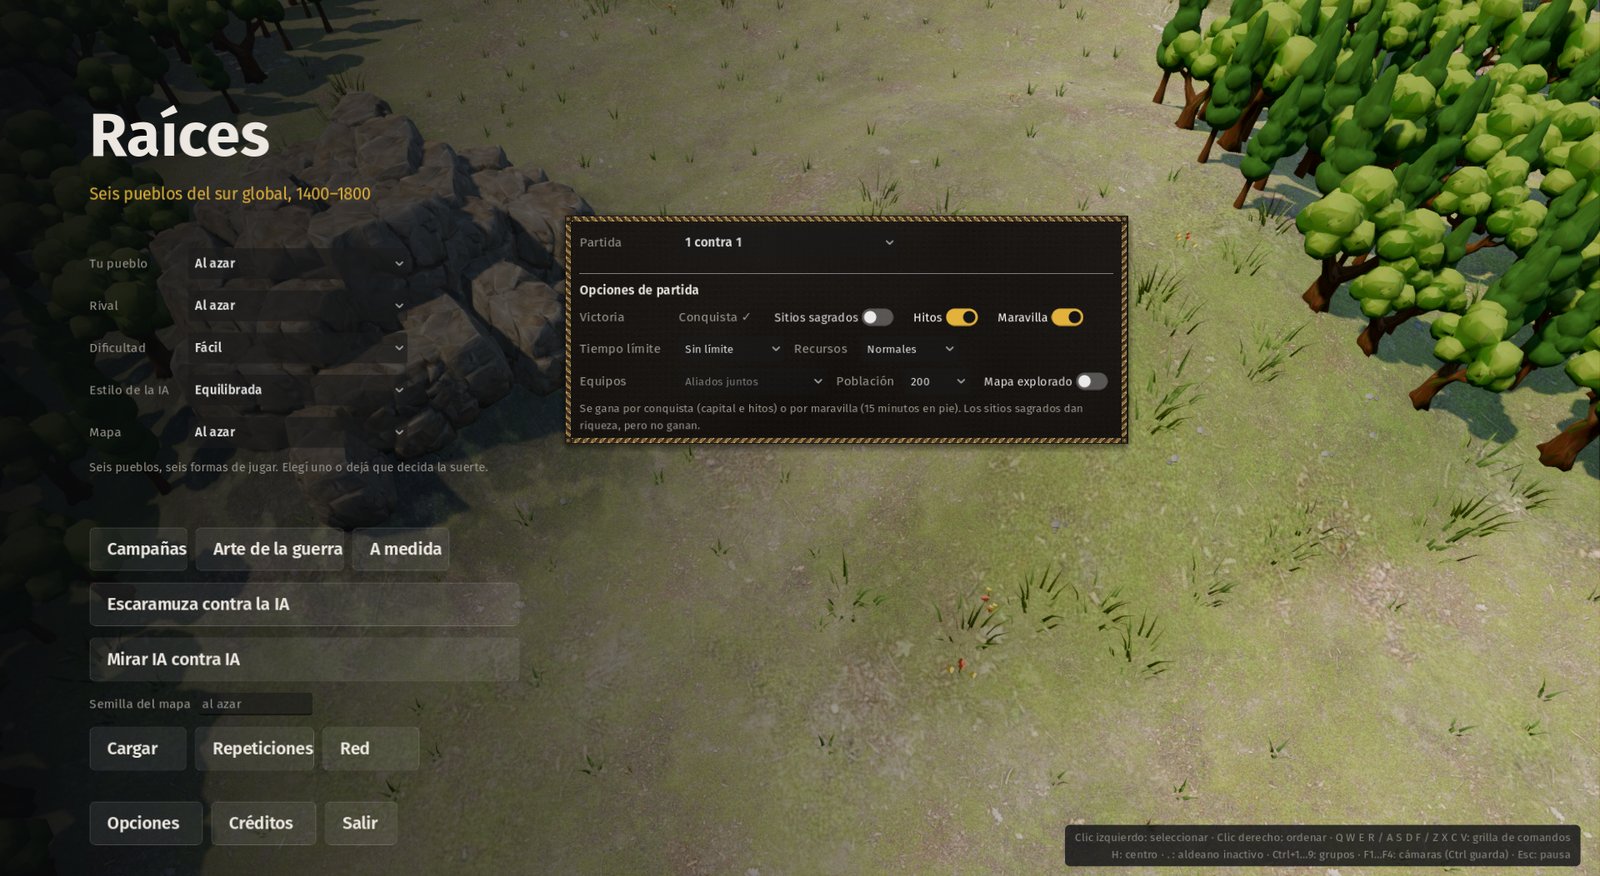 Raíces
Seis pueblos del sur global, 1400–1800
Tu pueblo Al azar
Rival Al azar
Dificultad Fácil
Estilo de la IA Equilibrada
Mapa Al azar
Seis pueblos, seis formas de jugar. Elegí uno o dejá que decida la suerte.
Campañas Arte de la guerra A medida
Escaramuza contra la IA
Mirar IA contra IA
Semilla del mapa al azar
Cargar Repeticiones Red
Opciones Créditos Salir
Partida 1 contra 1
Opciones de partida
Victoria Conquista ✓ Sitios sagrados Hitos Maravilla
Tiempo límite Sin límite Recursos Normales
Equipos Aliados juntos Población 200 Mapa explorado
Se gana por conquista (capital e hitos) o por maravilla (15 minutos en pie). Los sitios sagrados dan
riqueza, pero no ganan.
Clic izquierdo: seleccionar · Clic derecho: ordenar · Q W E R / A S D F / Z X C V: grilla de comandos
H: centro · . : aldeano inactivo · Ctrl+1…9: grupos · F1…F4: cámaras (Ctrl guarda) · Esc: pausa